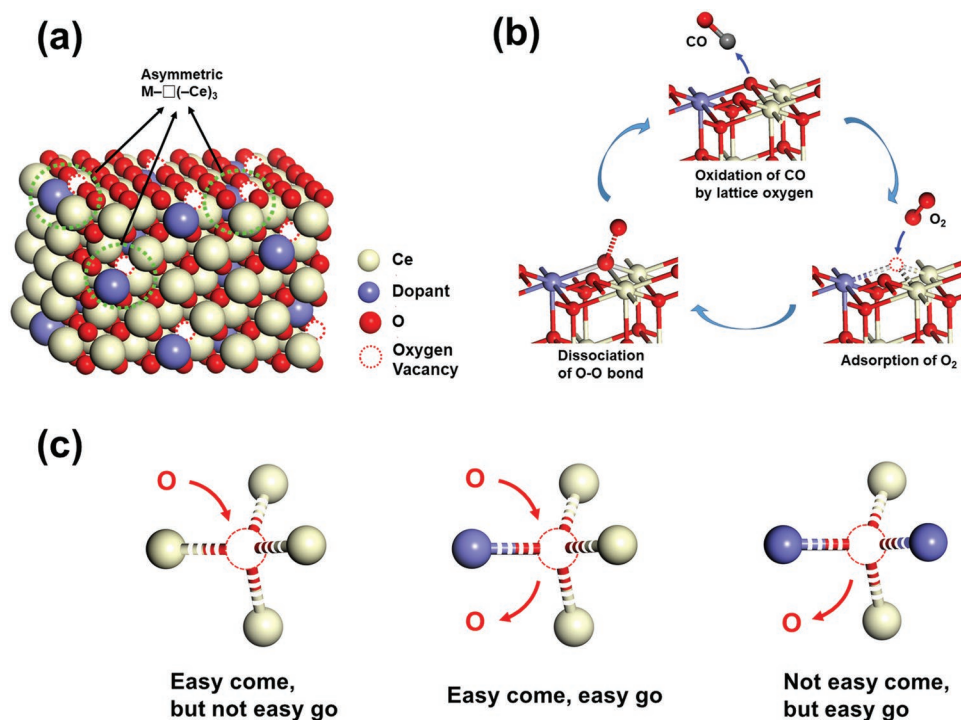 (a)
Asymmetric
M–□(–Ce)₃
Ce
Dopant
O
Oxygen
Vacancy
(b)
CO
Oxidation of CO
by lattice oxygen
O₂
Adsorption of O₂
Dissociation
of O-O bond
(c)
O
Easy come,
but not easy go
O
O
Easy come, easy go
O
Not easy come,
but easy go